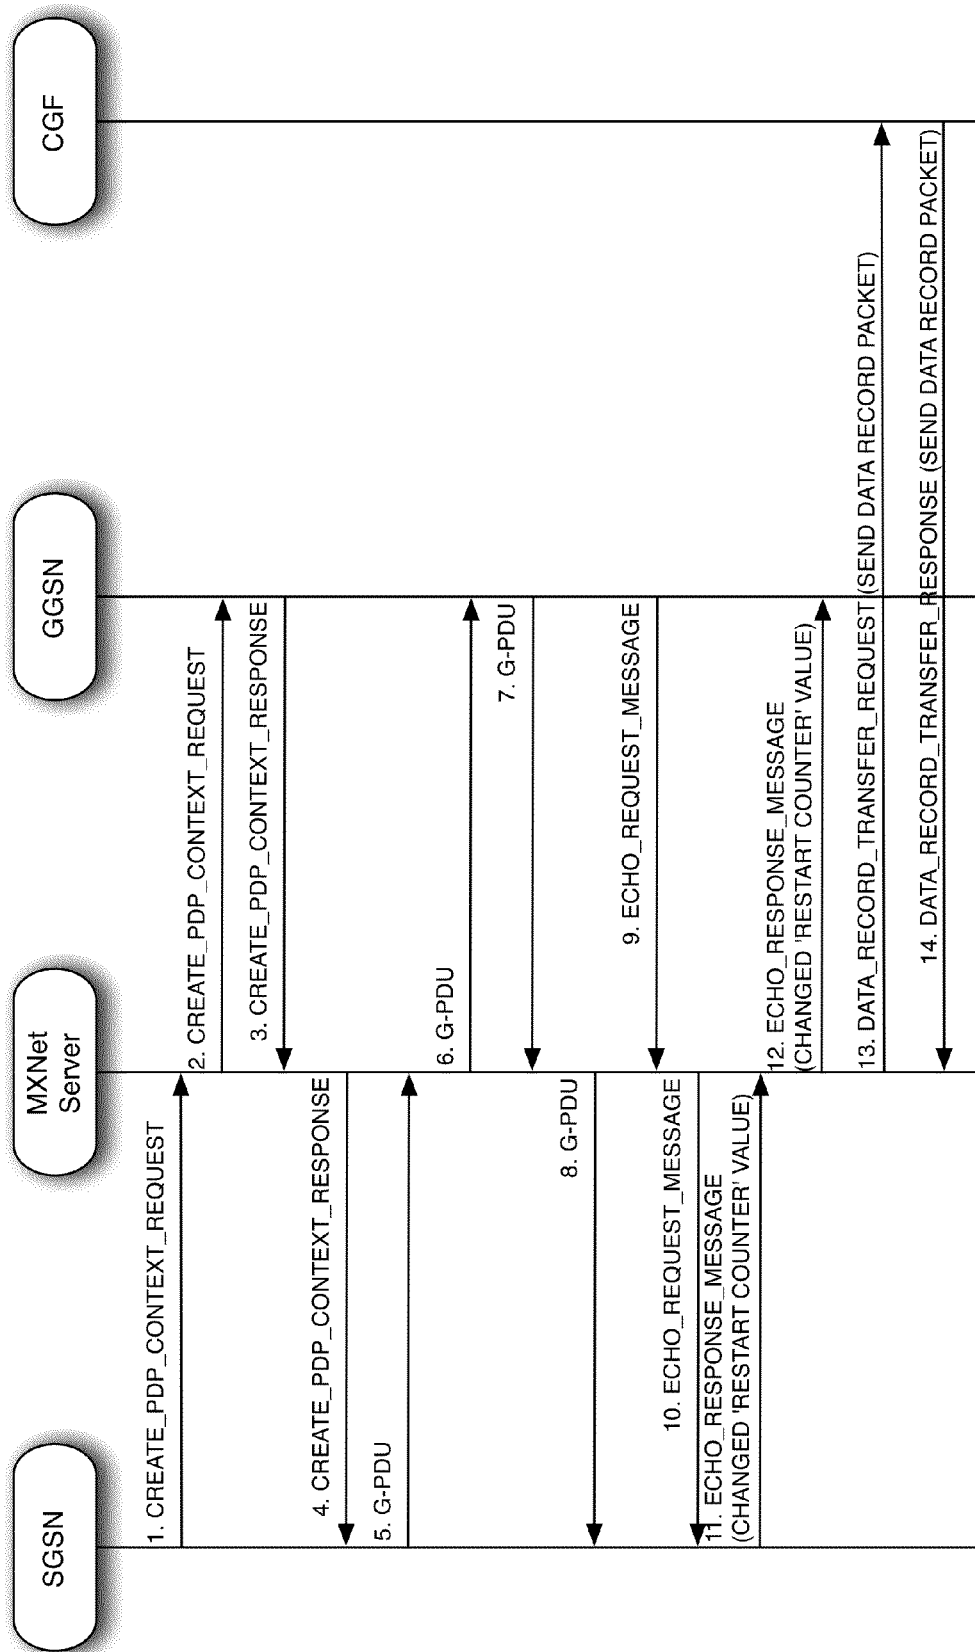 SGSN
MXNet
Server
GGSN
CGF
1. CREATE_PDP_CONTEXT_REQUEST
2. CREATE_PDP_CONTEXT_REQUEST
3. CREATE_PDP_CONTEXT_RESPONSE
4. CREATE_PDP_CONTEXT_RESPONSE
5. G-PDU
6. G-PDU
7. G-PDU
8. G-PDU
9. ECHO_REQUEST_MESSAGE
10. ECHO_REQUEST_MESSAGE
11. ECHO_RESPONSE_MESSAGE
(CHANGED 'RESTART COUNTER' VALUE)
12. ECHO_RESPONSE_MESSAGE
(CHANGED 'RESTART COUNTER' VALUE)
13. DATA_RECORD_TRANSFER_REQUEST (SEND DATA RECORD PACKET)
14. DATA_RECORD_TRANSFER_RESPONSE (SEND DATA RECORD PACKET)